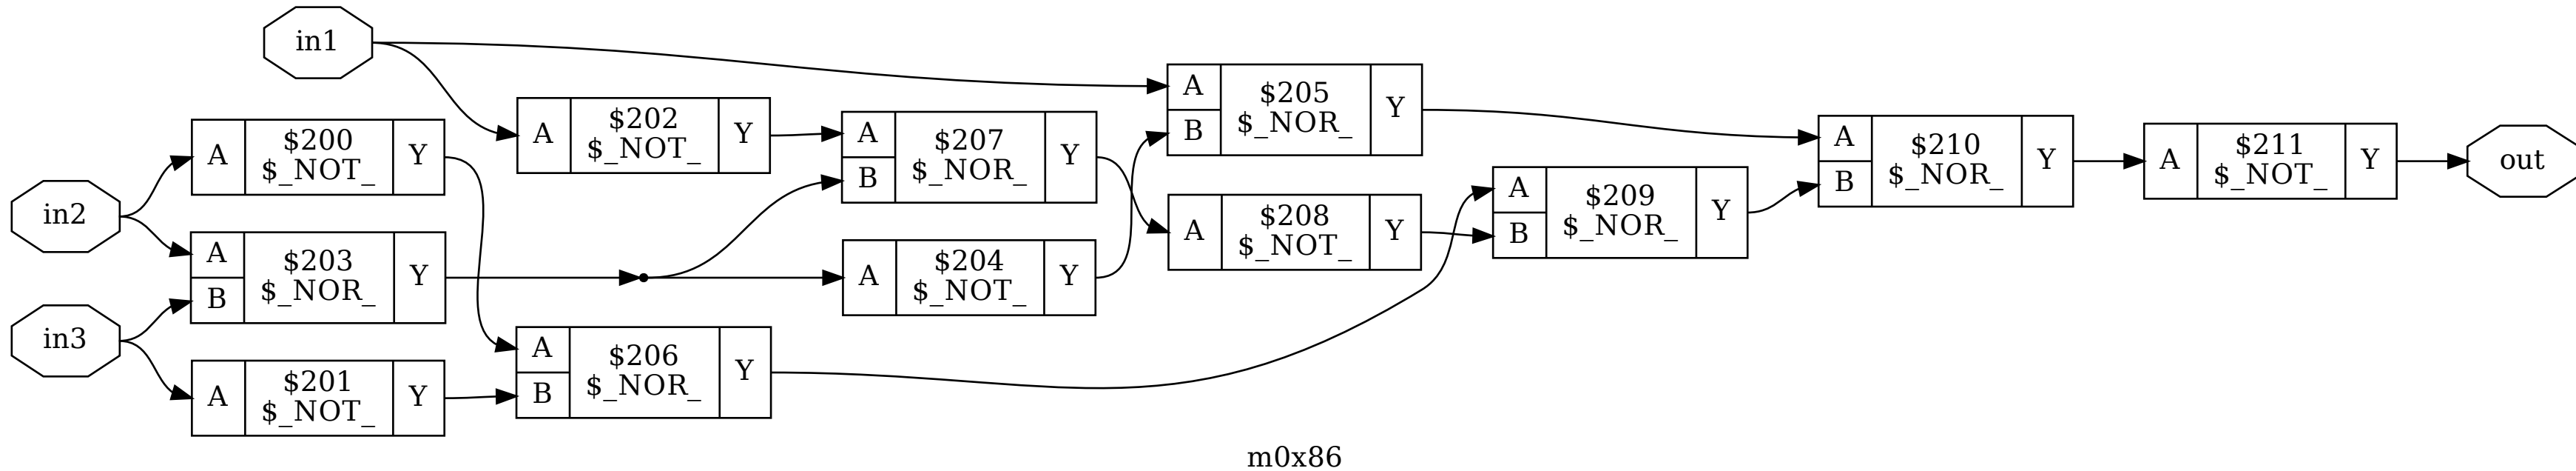 in1
in2
in3
A
$200
$_NOT_
Y
A
B
$203
$_NOR_
Y
A
$201
$_NOT_
Y
A
$202
$_NOT_
Y
A
B
$206
$_NOR_
Y
A
B
$207
$_NOR_
Y
A
$204
$_NOT_
Y
A
B
$205
$_NOR_
Y
A
$208
$_NOT_
Y
A
B
$209
$_NOR_
Y
A
B
$210
$_NOR_
Y
A
$211
$_NOT_
Y
out
m0x86